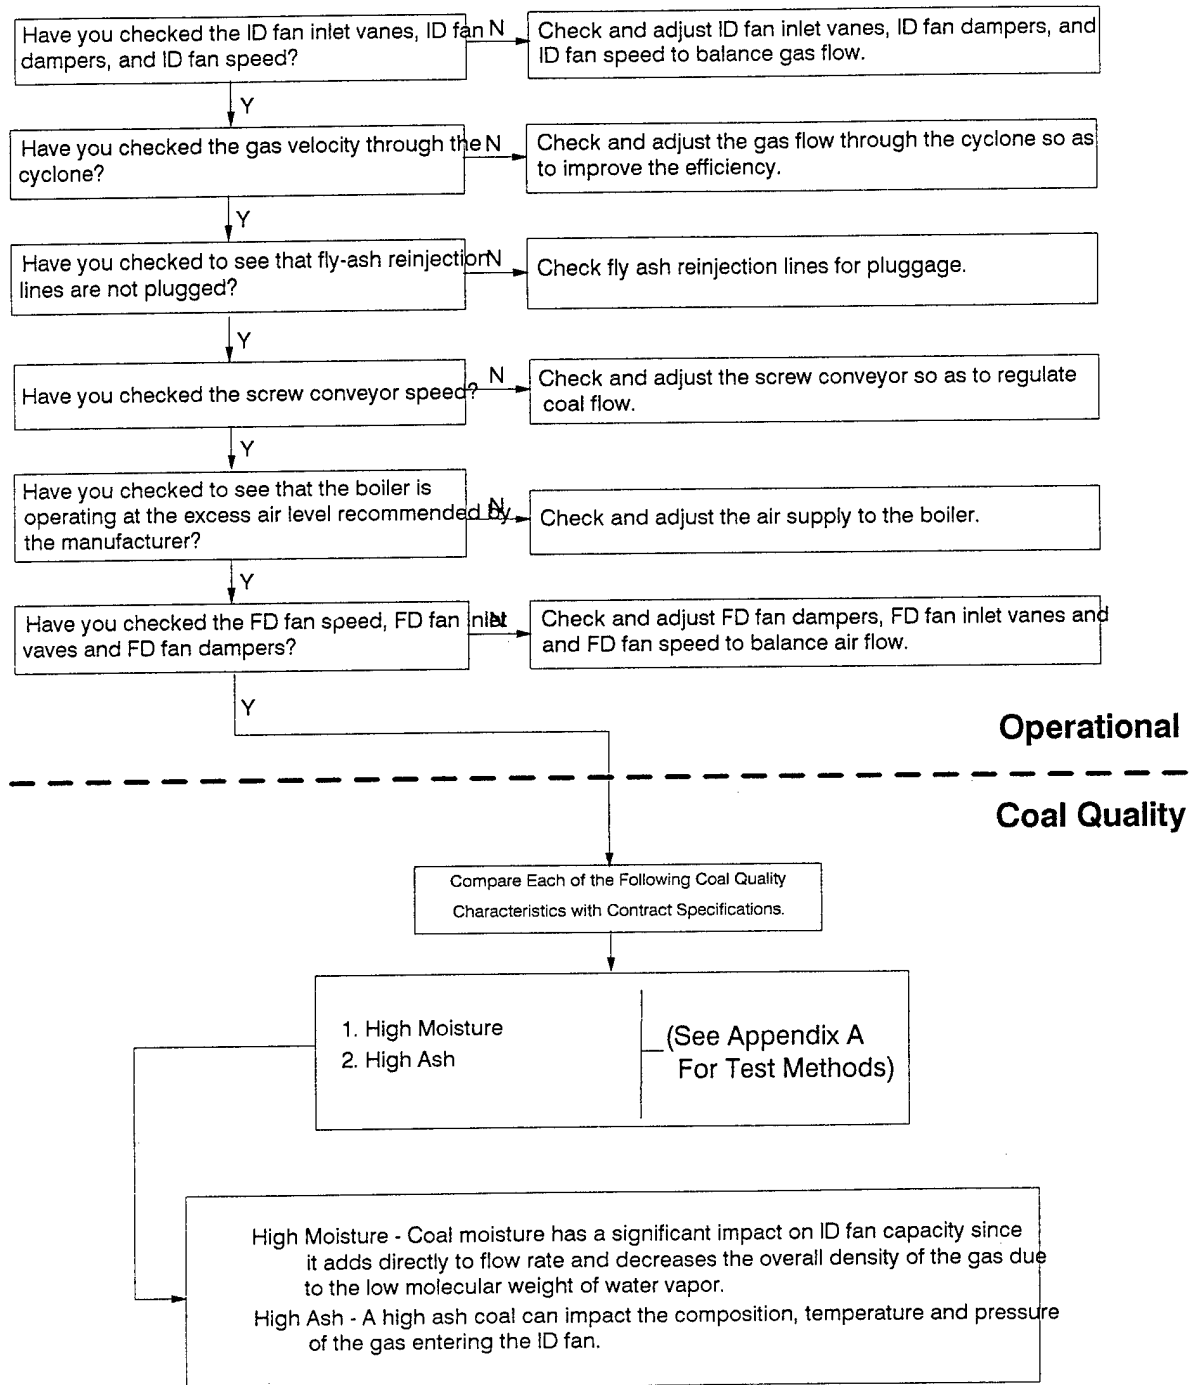 Have you checked the ID fan inlet vanes, ID fan
dampers, and ID fan speed?
N
Check and adjust ID fan inlet vanes, ID fan dampers, and
ID fan speed to balance gas flow.
Y
Have you checked the gas velocity through the
cyclone?
N
Check and adjust the gas flow through the cyclone so as
to improve the efficiency.
Y
Have you checked to see that fly-ash reinjection
lines are not plugged?
N
Check fly ash reinjection lines for pluggage.
Y
Have you checked the screw conveyor speed?
N
Check and adjust the screw conveyor so as to regulate
coal flow.
Y
Have you checked to see that the boiler is
operating at the excess air level recommended by
the manufacturer?
N
Check and adjust the air supply to the boiler.
Y
Have you checked the FD fan speed, FD fan inlet
vaves and FD fan dampers?
N
Check and adjust FD fan dampers, FD fan inlet vanes and
and FD fan speed to balance air flow.
Y
Operational
Coal Quality
Compare Each of the Following Coal Quality
Characteristics with Contract Specifications.
1. High Moisture
2. High Ash
(See Appendix A
For Test Methods)
High Moisture - Coal moisture has a significant impact on ID fan capacity since
it adds directly to flow rate and decreases the overall density of the gas due
to the low molecular weight of water vapor.
High Ash - A high ash coal can impact the composition, temperature and pressure
of the gas entering the ID fan.